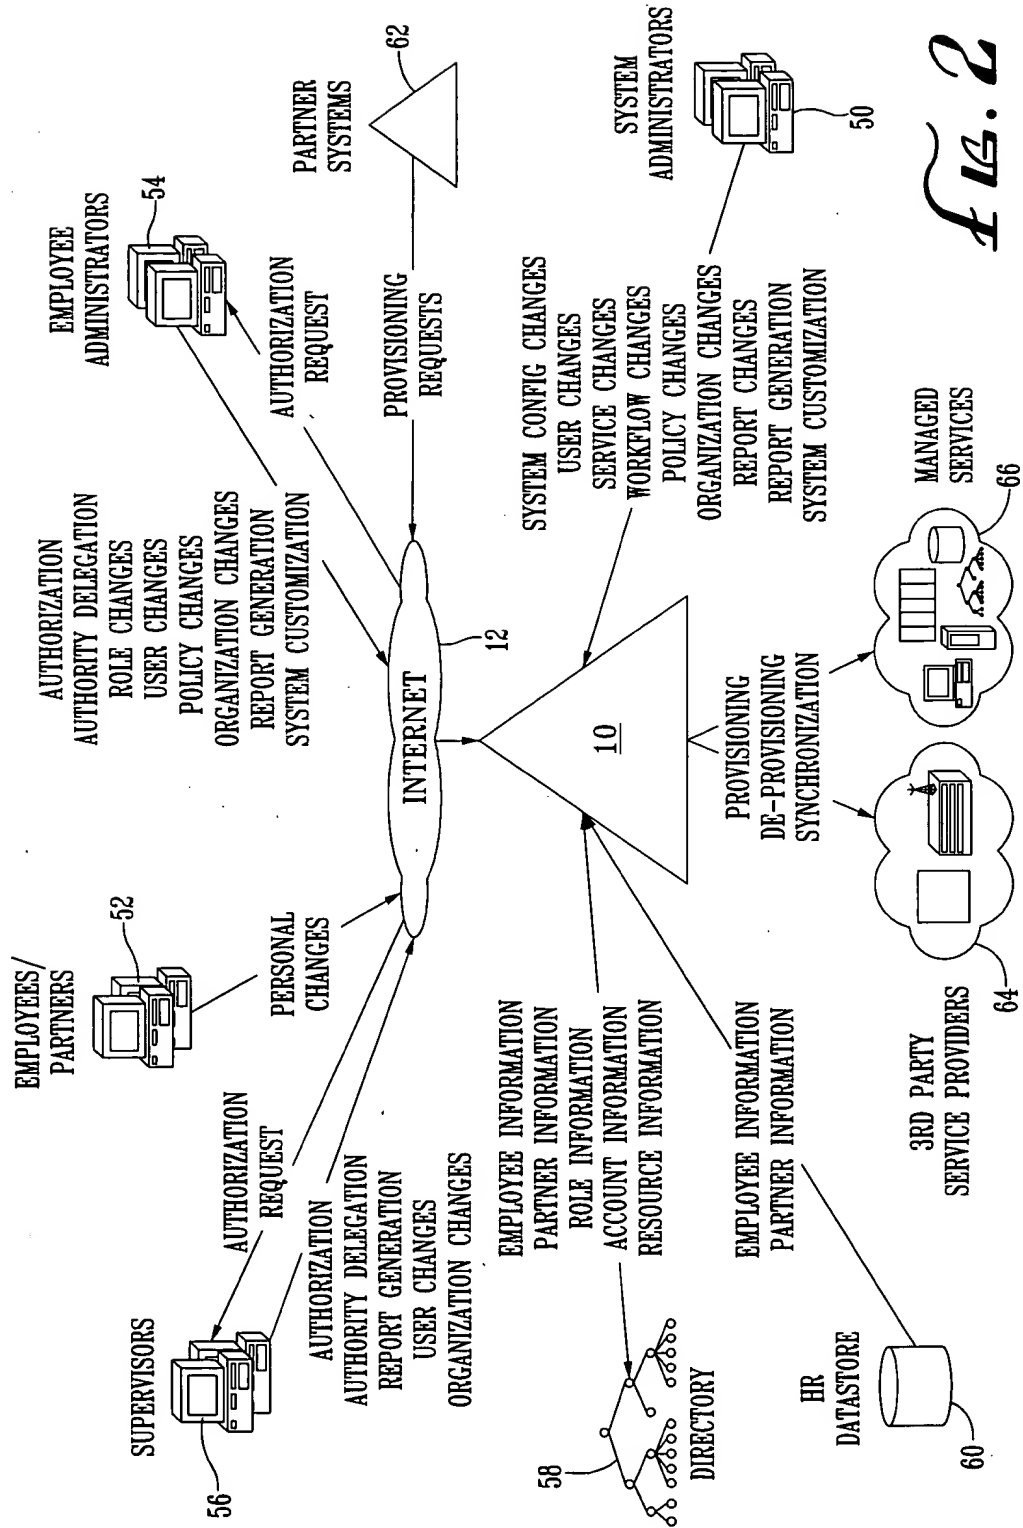 SUPERVISORS
56
AUTHORIZATION
REQUEST
AUTHORIZATION
AUTHORITY DELEGATION
REPORT GENERATION
USER CHANGES
ORGANIZATION CHANGES
EMPLOYEES/
PARTNERS
52
PERSONAL
CHANGES
AUTHORIZATION
AUTHORITY DELEGATION
ROLE CHANGES
USER CHANGES
POLICY CHANGES
ORGANIZATION CHANGES
REPORT GENERATION
SYSTEM CUSTOMIZATION
EMPLOYEE
ADMINISTRATORS
54
AUTHORIZATION
REQUEST
PARTNER
SYSTEMS
62
PROVISIONING
REQUESTS
INTERNET
12
58
DIRECTORY
EMPLOYEE INFORMATION
PARTNER INFORMATION
ROLE INFORMATION
ACCOUNT INFORMATION
RESOURCE INFORMATION
10
SYSTEM CONFIG CHANGES
USER CHANGES
SERVICE CHANGES
WORKFLOW CHANGES
POLICY CHANGES
ORGANIZATION CHANGES
REPORT CHANGES
REPORT GENERATION
SYSTEM CUSTOMIZATION
SYSTEM
ADMINISTRATORS
50
HR
DATASTORE
60
EMPLOYEE INFORMATION
PARTNER INFORMATION
PROVISIONING
DE-PROVISIONING
SYNCHRONIZATION
3RD PARTY
SERVICE PROVIDERS
64
MANAGED
SERVICES
66
FIG. 2